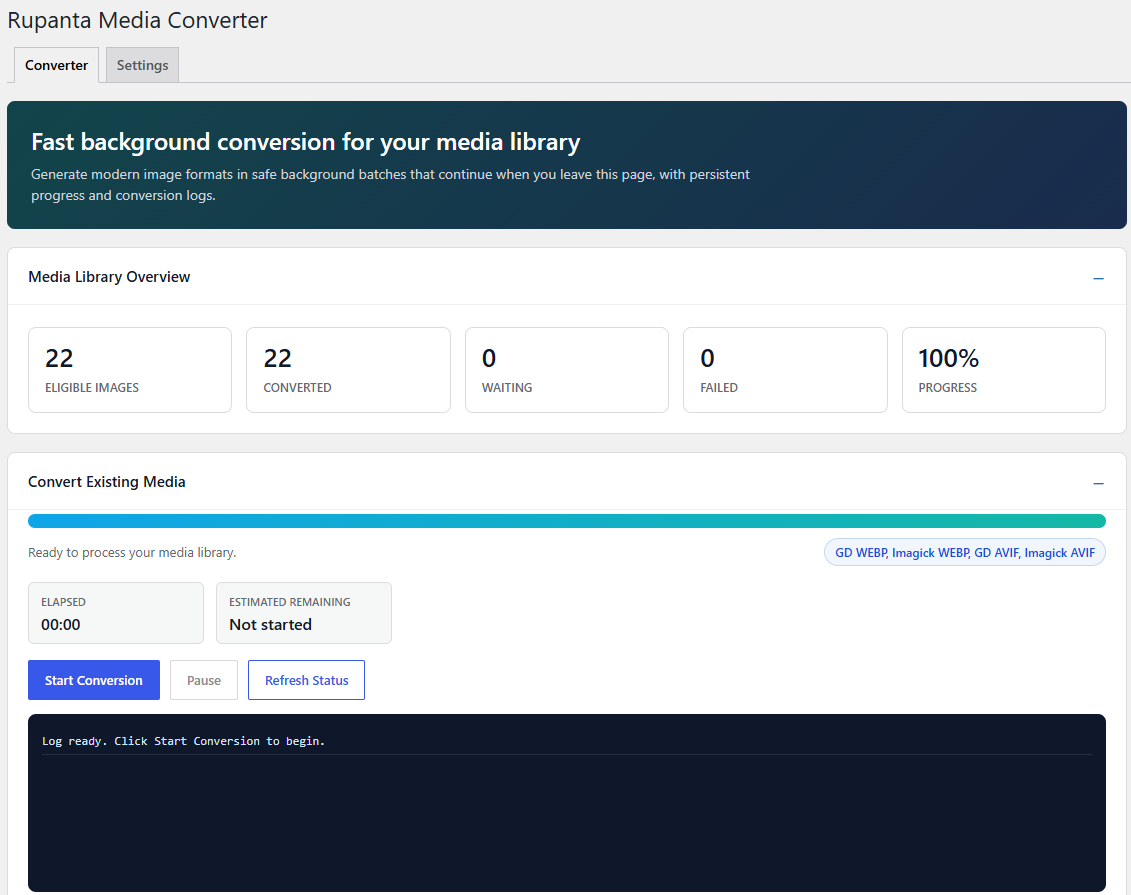 Rupanta Media Converter
Converter
Settings
Fast background conversion for your media library
Generate modern image formats in safe background batches that continue when you leave this page, with persistent
progress and conversion logs.
Media Library Overview
22
ELIGIBLE IMAGES
22
CONVERTED
0
WAITING
0
FAILED
100%
PROGRESS
Convert Existing Media
Ready to process your media library.
GD WEBP, Imagick WEBP, GD AVIF, Imagick AVIF
ELAPSED
00:00
ESTIMATED REMAINING
Not started
Start Conversion
Pause
Refresh Status
Log ready. Click Start Conversion to begin.